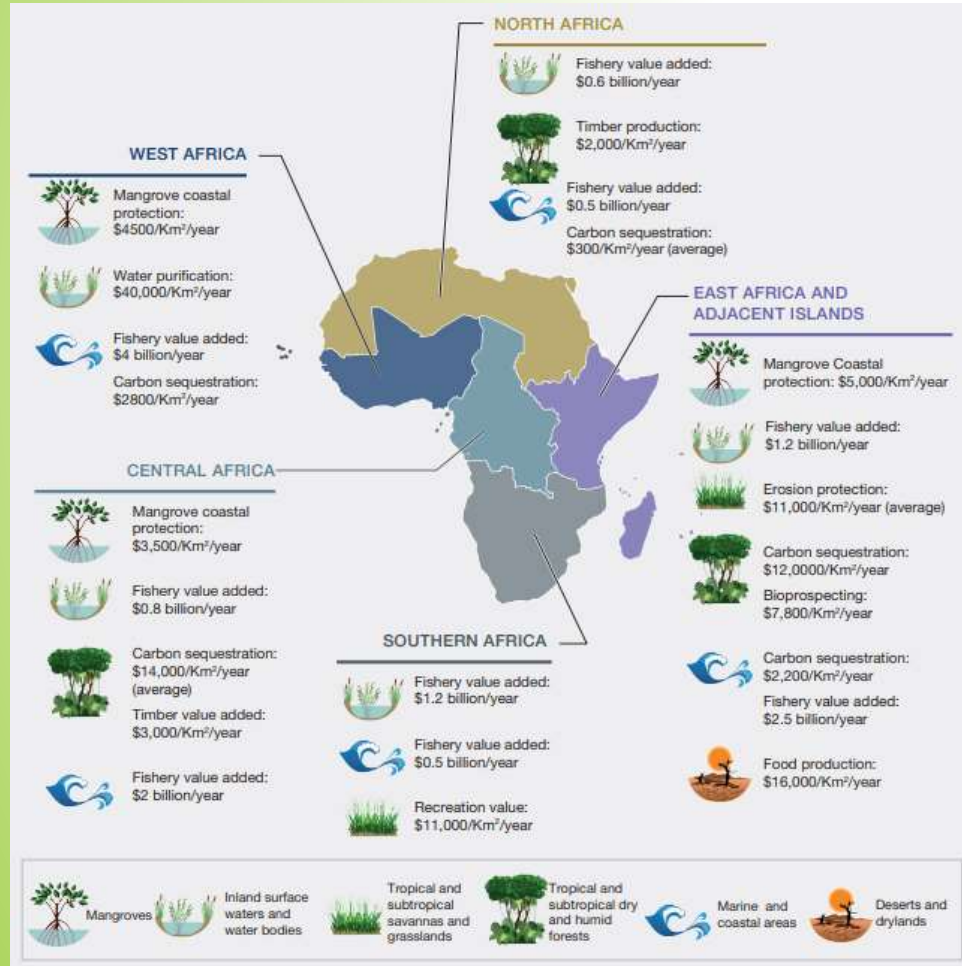 NORTH AFRICA
Fishery value added:
$0.6 billion/year
Timber production:
$2,000/Km²/year
Fishery value added:
$0.5 billion/year
Carbon sequestration:
$300/Km²/year (average)
WEST AFRICA
Mangrove coastal
protection:
$4500/Km²/year
Water purification:
$40,000/Km²/year
Fishery value added:
$4 billion/year
Carbon sequestration:
$2800/Km²/year
EAST AFRICA AND
ADJACENT ISLANDS
Mangrove Coastal
protection: $5,000/Km²/year
Fishery value added:
$1.2 billion/year
Erosion protection:
$11,000/Km²/year (average)
Carbon sequestration:
$12,0000/Km²/year
Bioprospecting:
$7,800/Km²/year
Carbon sequestration:
$2,200/Km²/year
Fishery value added:
$2.5 billion/year
Food production:
$16,000/Km²/year
CENTRAL AFRICA
Mangrove coastal
protection:
$3,500/Km²/year
Fishery value added:
$0.8 billion/year
Carbon sequestration:
$14,000/Km²/year
(average)
Timber value added:
$3,000/Km²/year
Fishery value added:
$2 billion/year
SOUTHERN AFRICA
Fishery value added:
$1.2 billion/year
Fishery value added:
$0.5 billion/year
Recreation value:
$11,000/Km²/year
Mangroves
Inland surface
waters and
water bodies
Tropical and
subtropical
savannas and
grasslands
Tropical and
subtropical dry
and humid
forests
Marine and
coastal areas
Deserts and
drylands